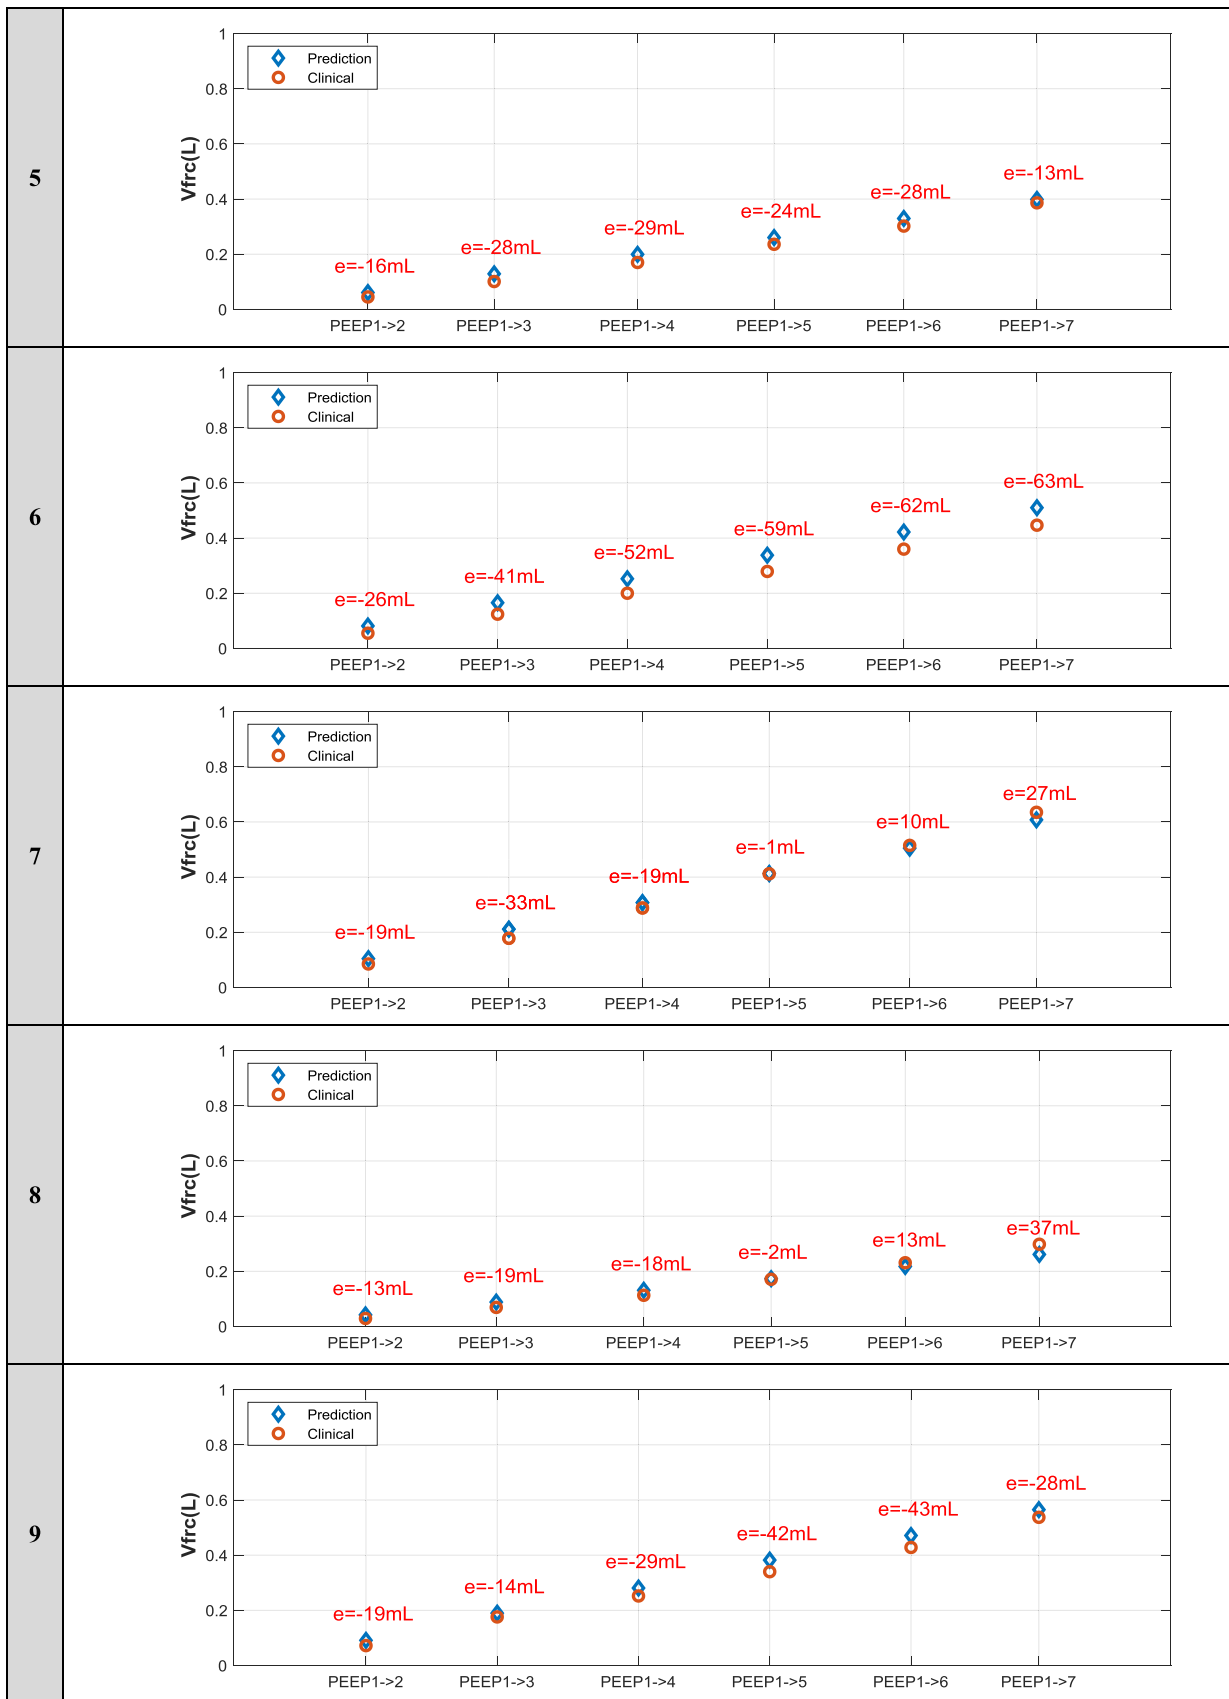 5
1
Prediction
Clinical
0.8
0.6
Vfrc(L)
0.4
0.2
0
e=-16mL
e=-28mL
e=-29mL
e=-24mL
e=-28mL
e=-13mL
PEEP1->2 PEEP1->3 PEEP1->4 PEEP1->5 PEEP1->6 PEEP1->7
6
1
Prediction
Clinical
0.8
0.6
Vfrc(L)
0.4
0.2
0
e=-26mL
e=-41mL
e=-52mL
e=-59mL
e=-62mL
e=-63mL
PEEP1->2 PEEP1->3 PEEP1->4 PEEP1->5 PEEP1->6 PEEP1->7
7
1
Prediction
Clinical
0.8
0.6
Vfrc(L)
0.4
0.2
0
e=-19mL
e=-33mL
e=-19mL
e=-1mL
e=10mL
e=27mL
PEEP1->2 PEEP1->3 PEEP1->4 PEEP1->5 PEEP1->6 PEEP1->7
8
1
Prediction
Clinical
0.8
0.6
Vfrc(L)
0.4
0.2
0
e=-13mL
e=-19mL
e=-18mL
e=-2mL
e=13mL
e=37mL
PEEP1->2 PEEP1->3 PEEP1->4 PEEP1->5 PEEP1->6 PEEP1->7
9
1
Prediction
Clinical
0.8
0.6
Vfrc(L)
0.4
0.2
0
e=-19mL
e=-14mL
e=-29mL
e=-42mL
e=-43mL
e=-28mL
PEEP1->2 PEEP1->3 PEEP1->4 PEEP1->5 PEEP1->6 PEEP1->7